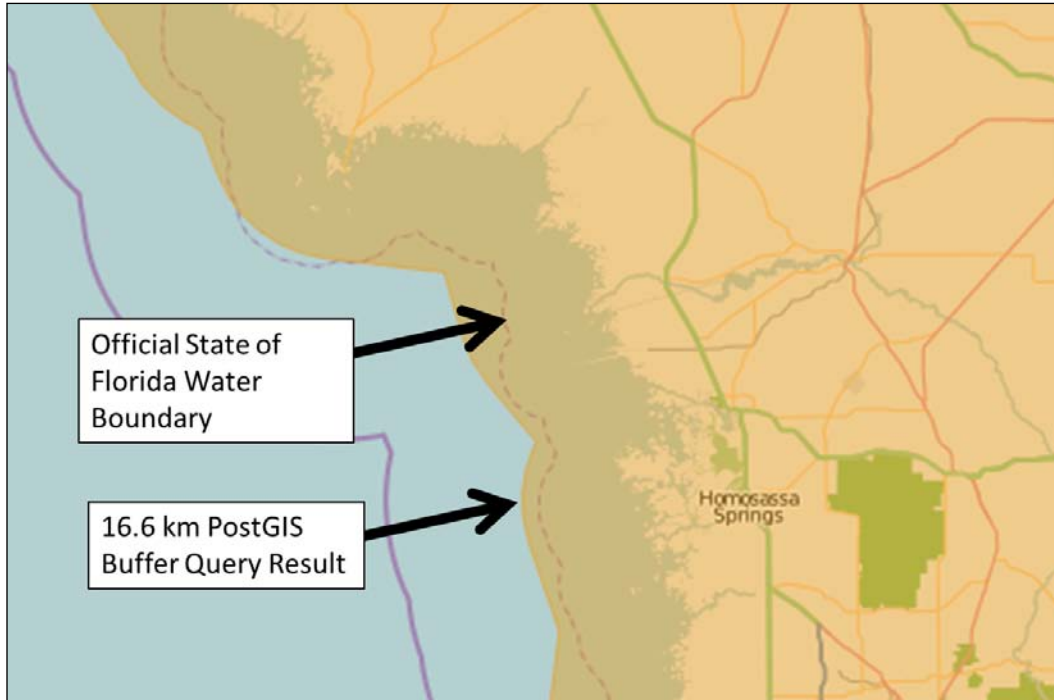 Official State of
Florida Water
Boundary
16.6 km PostGIS
Buffer Query Result
Homosassa
Springs